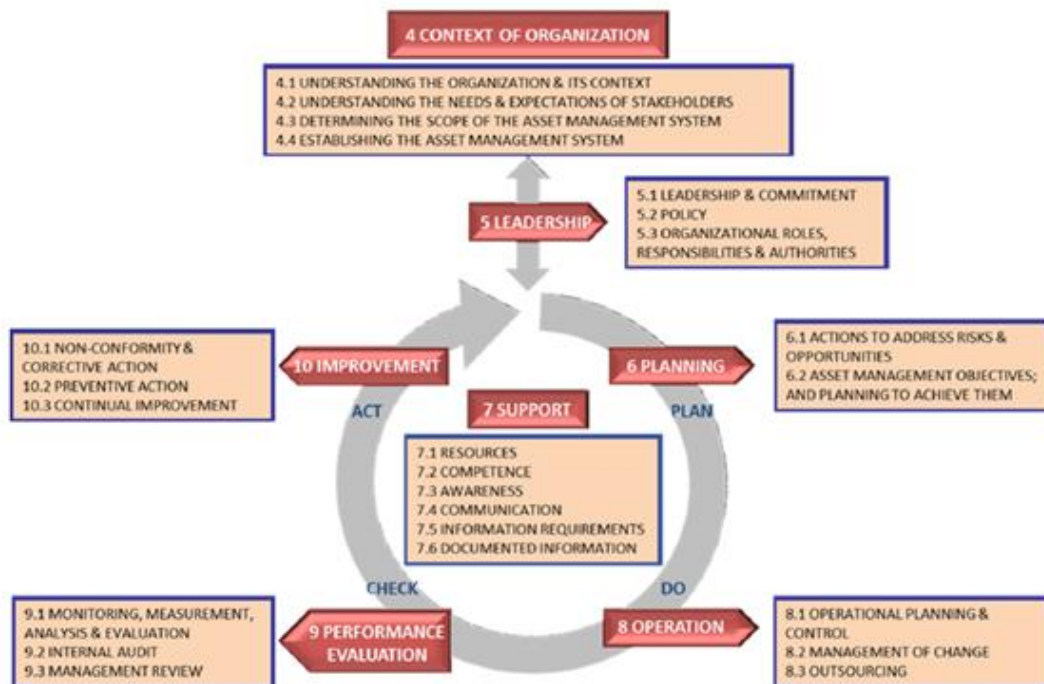 4 CONTEXT OF ORGANIZATION
4.1 UNDERSTANDING THE ORGANIZATION & ITS CONTEXT
4.2 UNDERSTANDING THE NEEDS & EXPECTATIONS OF STAKEHOLDERS
4.3 DETERMINING THE SCOPE OF THE ASSET MANAGEMENT SYSTEM
4.4 ESTABLISHING THE ASSET MANAGEMENT SYSTEM
5 LEADERSHIP
5.1 LEADERSHIP & COMMITMENT
5.2 POLICY
5.3 ORGANIZATIONAL ROLES,
RESPONSIBILITIES & AUTHORITIES
10.1 NON-CONFORMITY &
CORRECTIVE ACTION
10.2 PREVENTIVE ACTION
10.3 CONTINUAL IMPROVEMENT
10 IMPROVEMENT
ACT
6 PLANNING
PLAN
6.1 ACTIONS TO ADDRESS RISKS &
OPPORTUNITIES
6.2 ASSET MANAGEMENT OBJECTIVES;
AND PLANNING TO ACHIEVE THEM
7 SUPPORT
7.1 RESOURCES
7.2 COMPETENCE
7.3 AWARENESS
7.4 COMMUNICATION
7.5 INFORMATION REQUIREMENTS
7.6 DOCUMENTED INFORMATION
CHECK
DO
9.1 MONITORING, MEASUREMENT,
ANALYSIS & EVALUATION
9.2 INTERNAL AUDIT
9.3 MANAGEMENT REVIEW
9 PERFORMANCE
EVALUATION
8 OPERATION
8.1 OPERATIONAL PLANNING &
CONTROL
8.2 MANAGEMENT OF CHANGE
8.3 OUTSOURCING